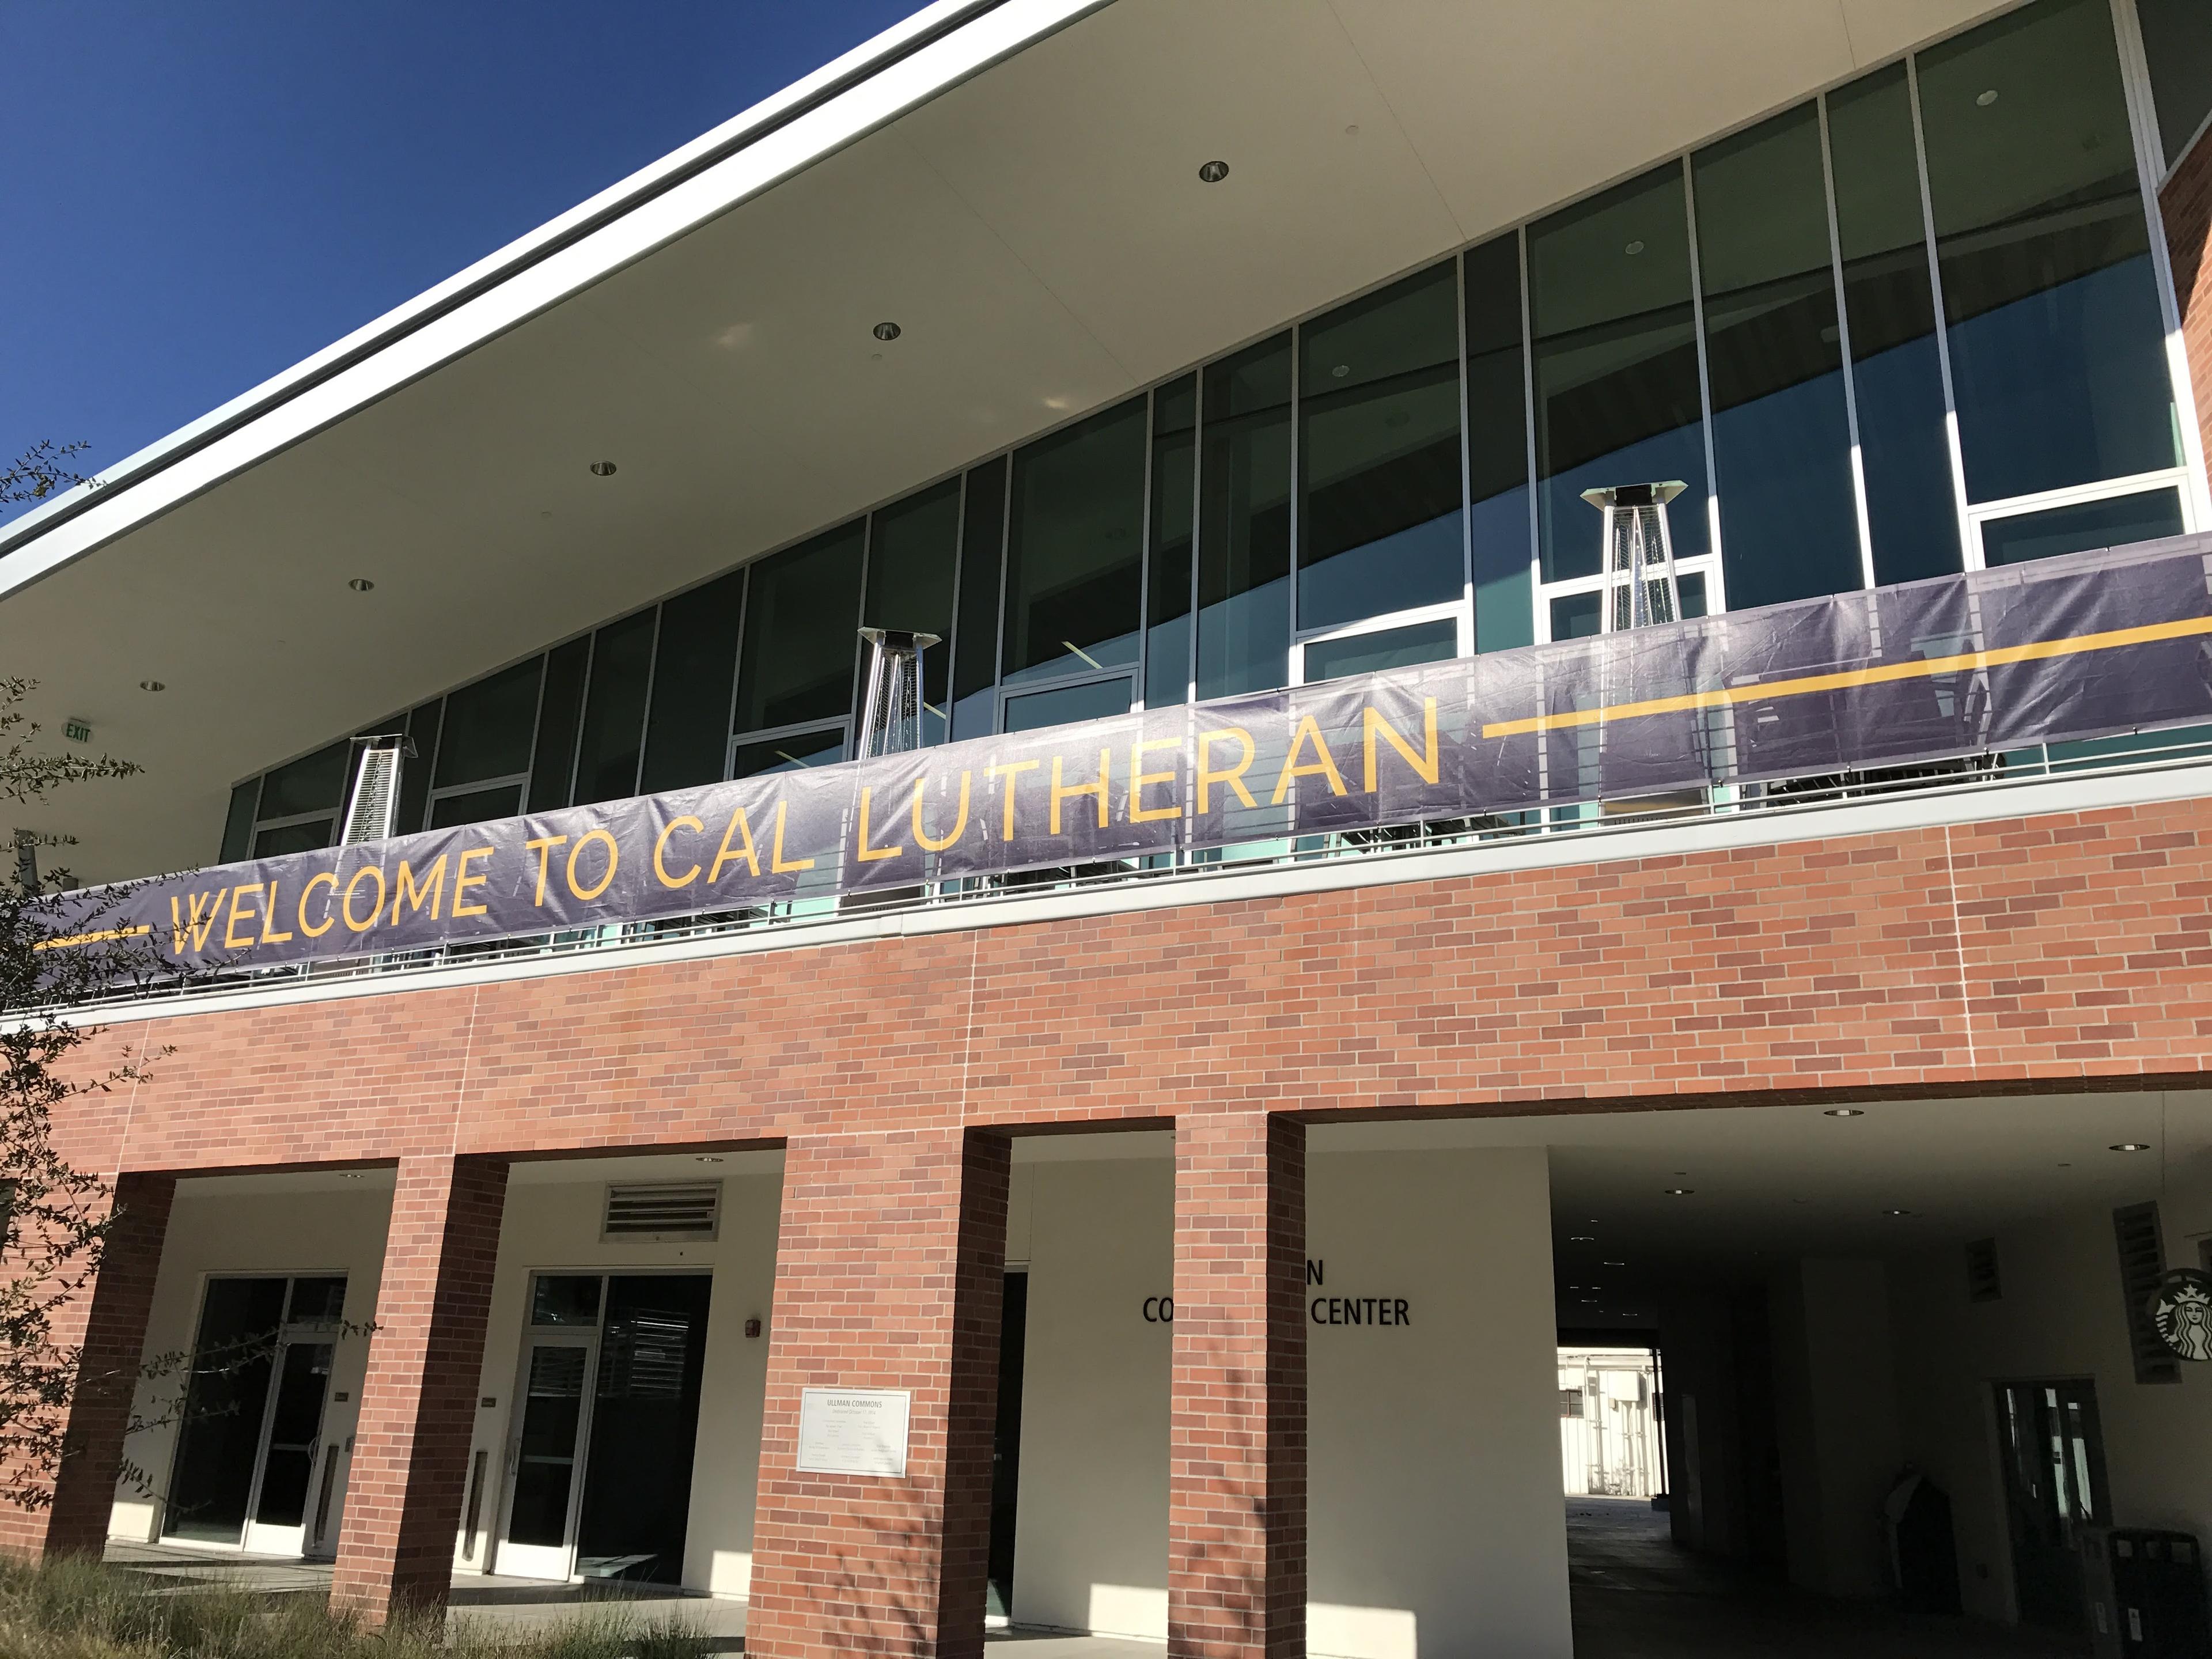 EXIT
WELCOME TO CAL LUTHERAN
N
CO CENTER
ULLMAN COMMONS